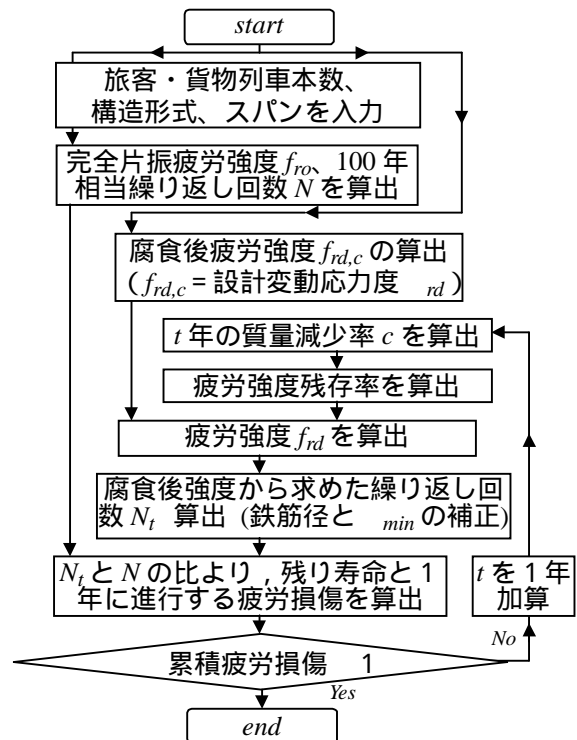 start
旅客・貨物列車本数、
構造形式、スパンを入力
完全片振疲労強度 fro、100 年
相当繰り返し回数 N を算出
腐食後疲労強度 frd,c の算出
（frd,c = 設計変動応力度 rd ）
t 年の質量減少率 c を算出
疲労強度残存率を算出
疲労強度 frd を算出
腐食後強度から求めた繰り返し回
数 Nt 算出 (鉄筋径と min の補正)
Nt と N の比より，残り寿命と 1
年に進行する疲労損傷を算出
t を 1 年
加算
No
累積疲労損傷 1
Yes
end